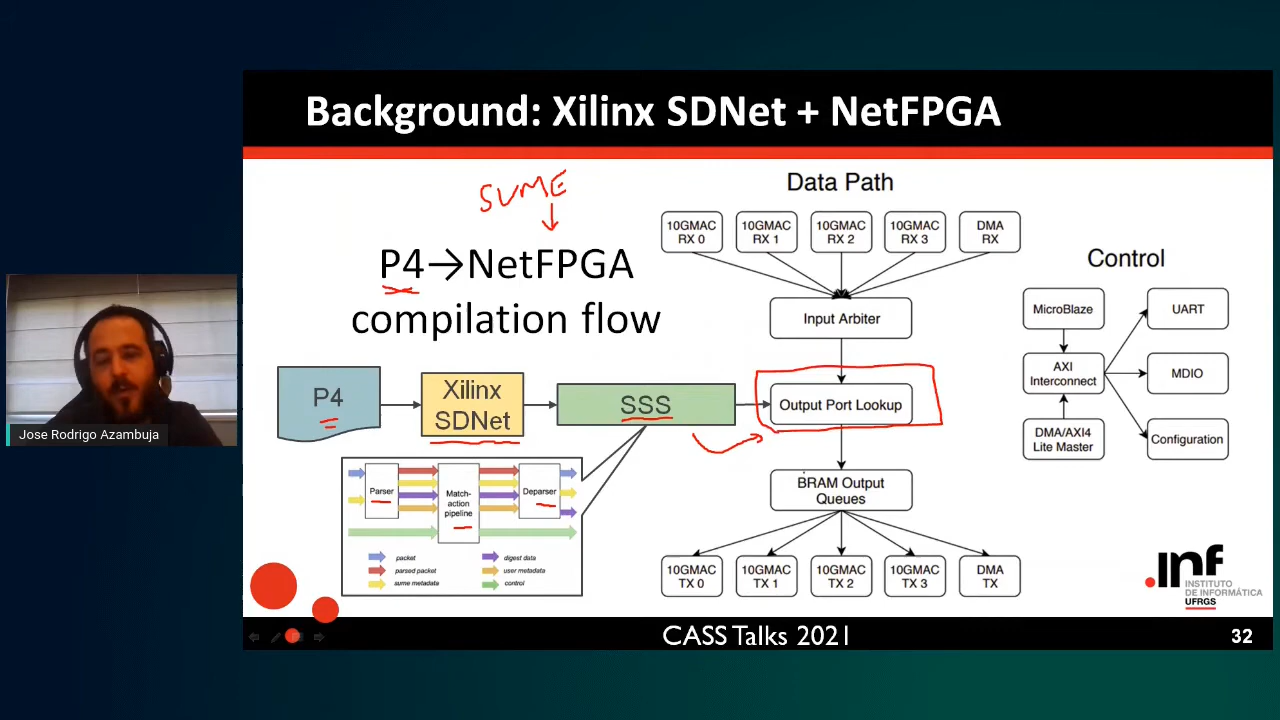 Background: Xilinx SDNet + NetFPGA
SUME
P4→NetFPGA
compilation flow
P4
Xilinx
SDNet
SSS
Parser
Match-
action
pipeline
Deparser
packet
parsed packet
sume metadata
digest data
user metadata
control
Data Path
10GMAC
RX 0
10GMAC
RX 1
10GMAC
RX 2
10GMAC
RX 3
DMA
RX
Input Arbiter
Output Port Lookup
BRAM Output
Queues
10GMAC
TX 0
10GMAC
TX 1
10GMAC
TX 2
10GMAC
TX 3
DMA
TX
Control
MicroBlaze
UART
AXI
Interconnect
MDIO
DMA/AXI4
Lite Master
Configuration
.inf
INSTITUTO
DE INFORMÁTICA
UFRGS
Jose Rodrigo Azambuja
CASS Talks 2021
32